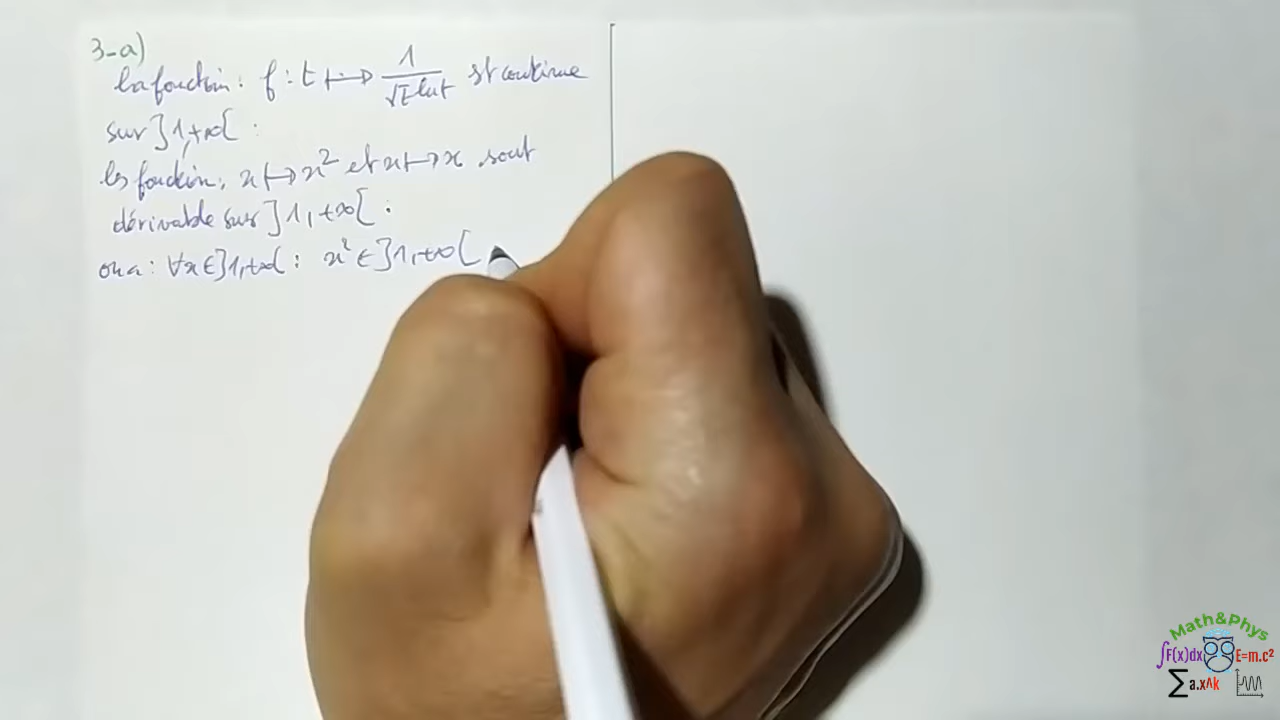 3-a)
la fonction : f : t ⟼ 1/(√t ln t) est continue
sur ]1,+∞[ .
les fonction : x ⟼ x² et x ⟼ x sont
dérivable sur ]1,+∞[ :
on a : ∀x ∈ ]1,+∞[ : x² ∈ ]1,+∞[
Math&Phys
∫F(x)dx E=m.c²
Σ a.x^k